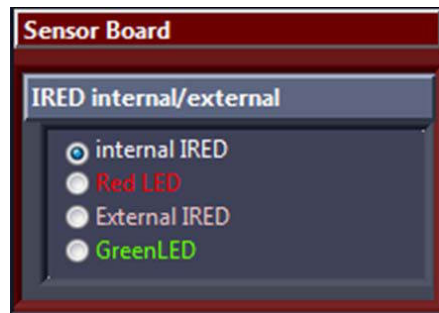 Sensor Board
IRED internal/external
internal IRED
Red LED
External IRED
GreenLED